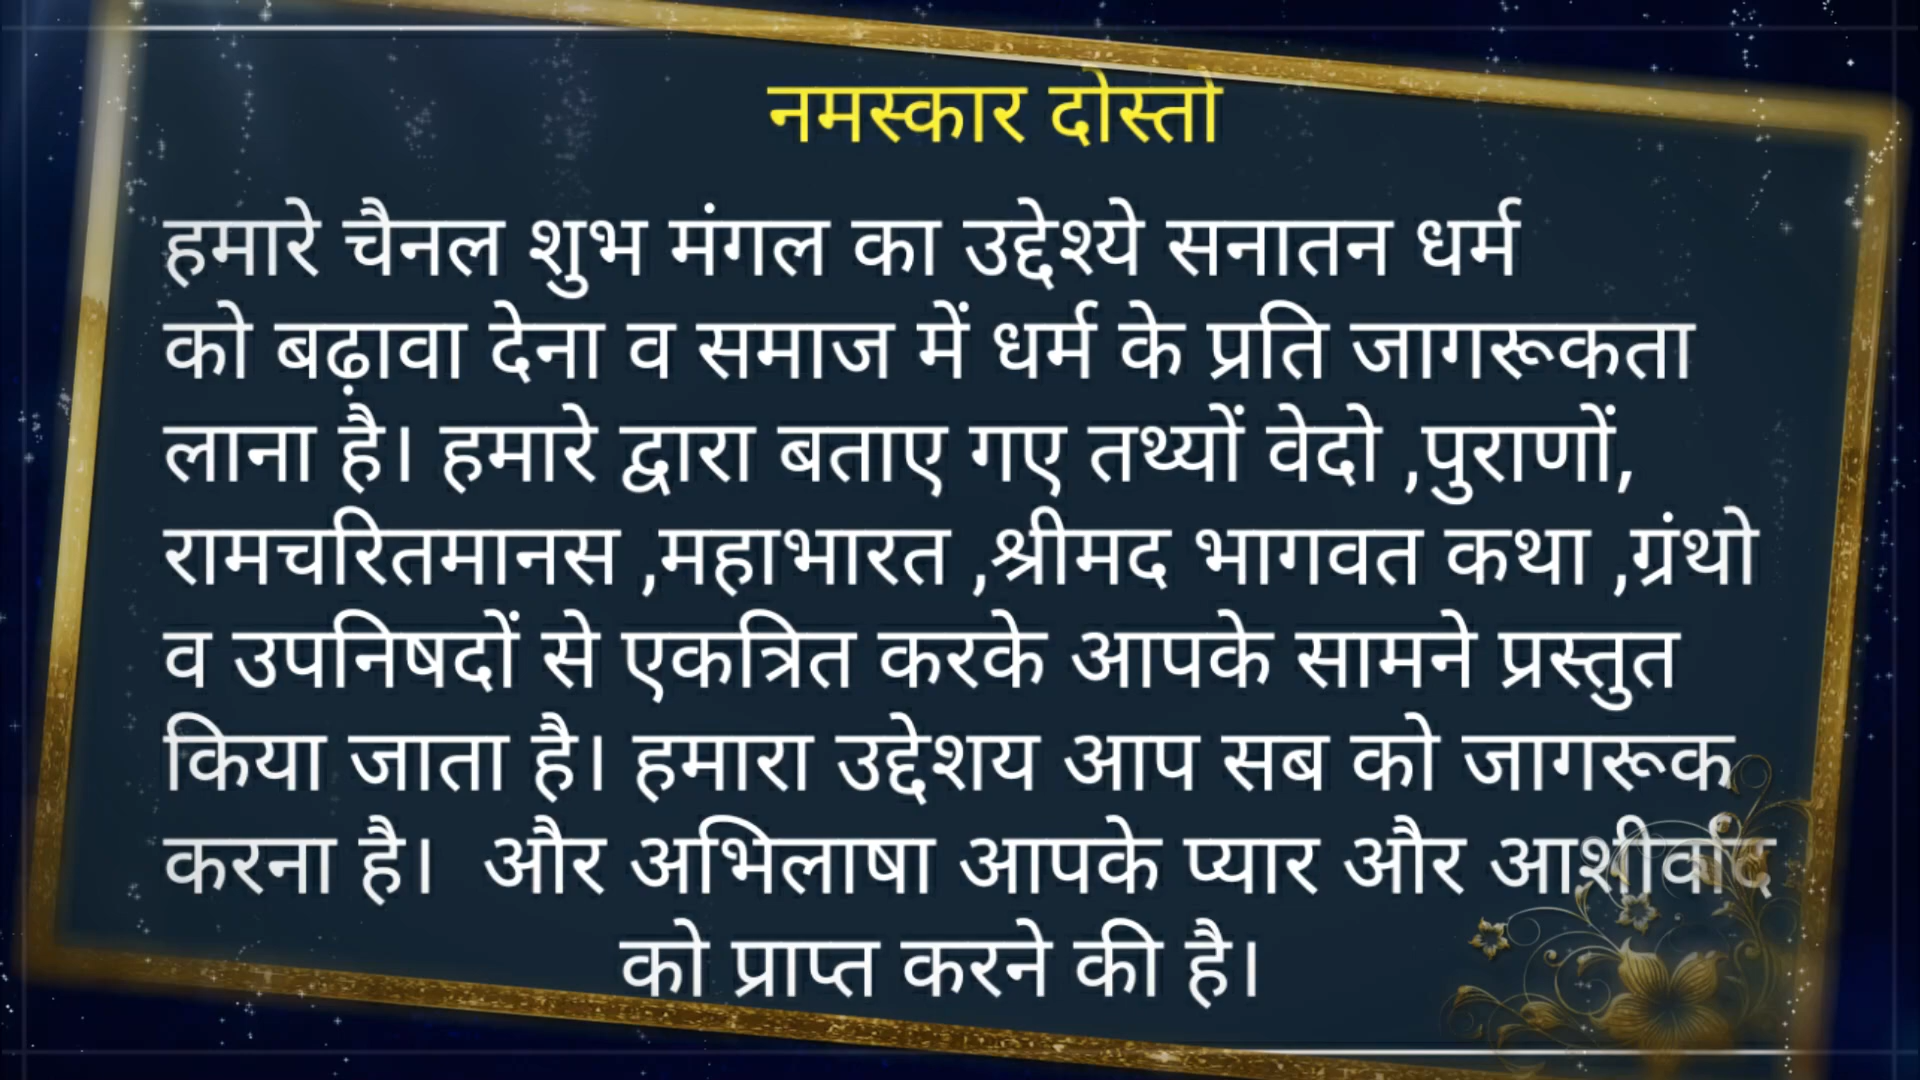 नमस्कार दोस्तो
हमारे चैनल शुभ मंगल का उद्देश्ये सनातन धर्म
को बढ़ावा देना व समाज में धर्म के प्रति जागरूकता
लाना है। हमारे द्वारा बताए गए तथ्यों वेदो ,पुराणों,
रामचरितमानस ,महाभारत ,श्रीमद भागवत कथा ,ग्रंथो
व उपनिषदों से एकत्रित करके आपके सामने प्रस्तुत
किया जाता है। हमारा उद्देशय आप सब को जागरूक
करना है।  और अभिलाषा आपके प्यार और आशीर्वाद
को प्राप्त करने की है।